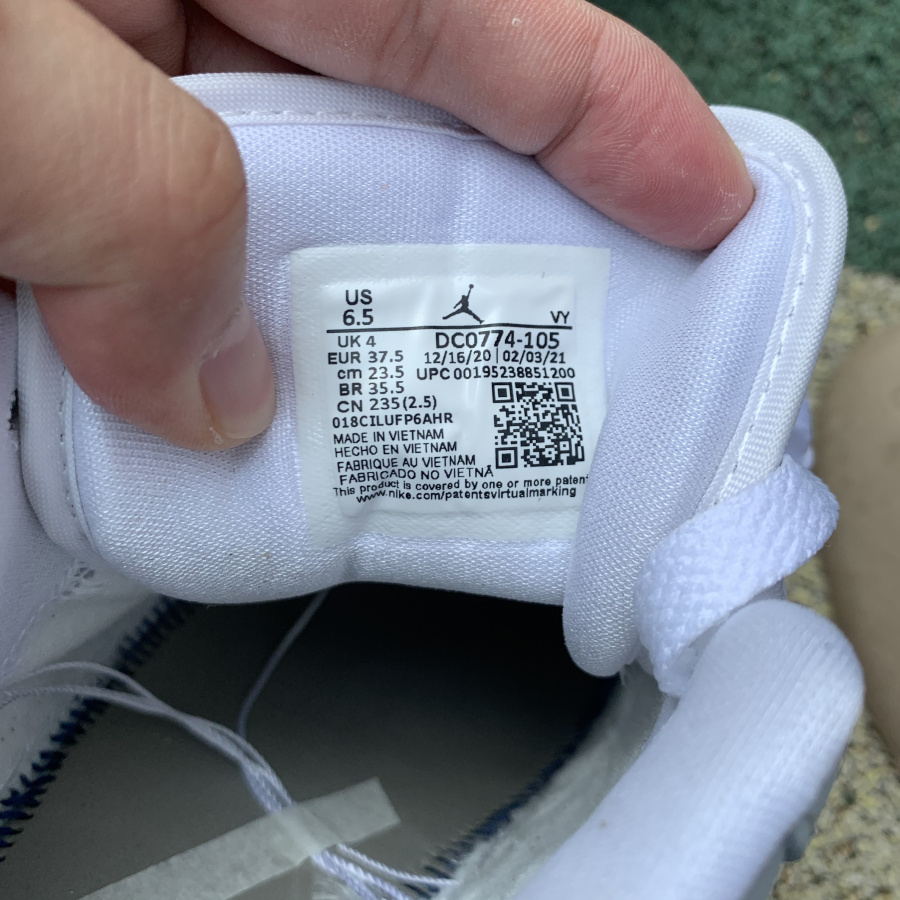 US
6.5
VY
UK 4
DC0774-105
EUR 37.5
12/16/20 | 02/03/21
cm 23.5
UPC 00195238851200
BR 35.5
CN 235(2.5)
018CILUFP6AHR
MADE IN VIETNAM
HECHO EN VIETNAM
FABRIQUE AU VIETNAM
FABRICADO NO VIETNÃ
This product is covered by one or more patent
www.nike.com/patentsvirtualmarking